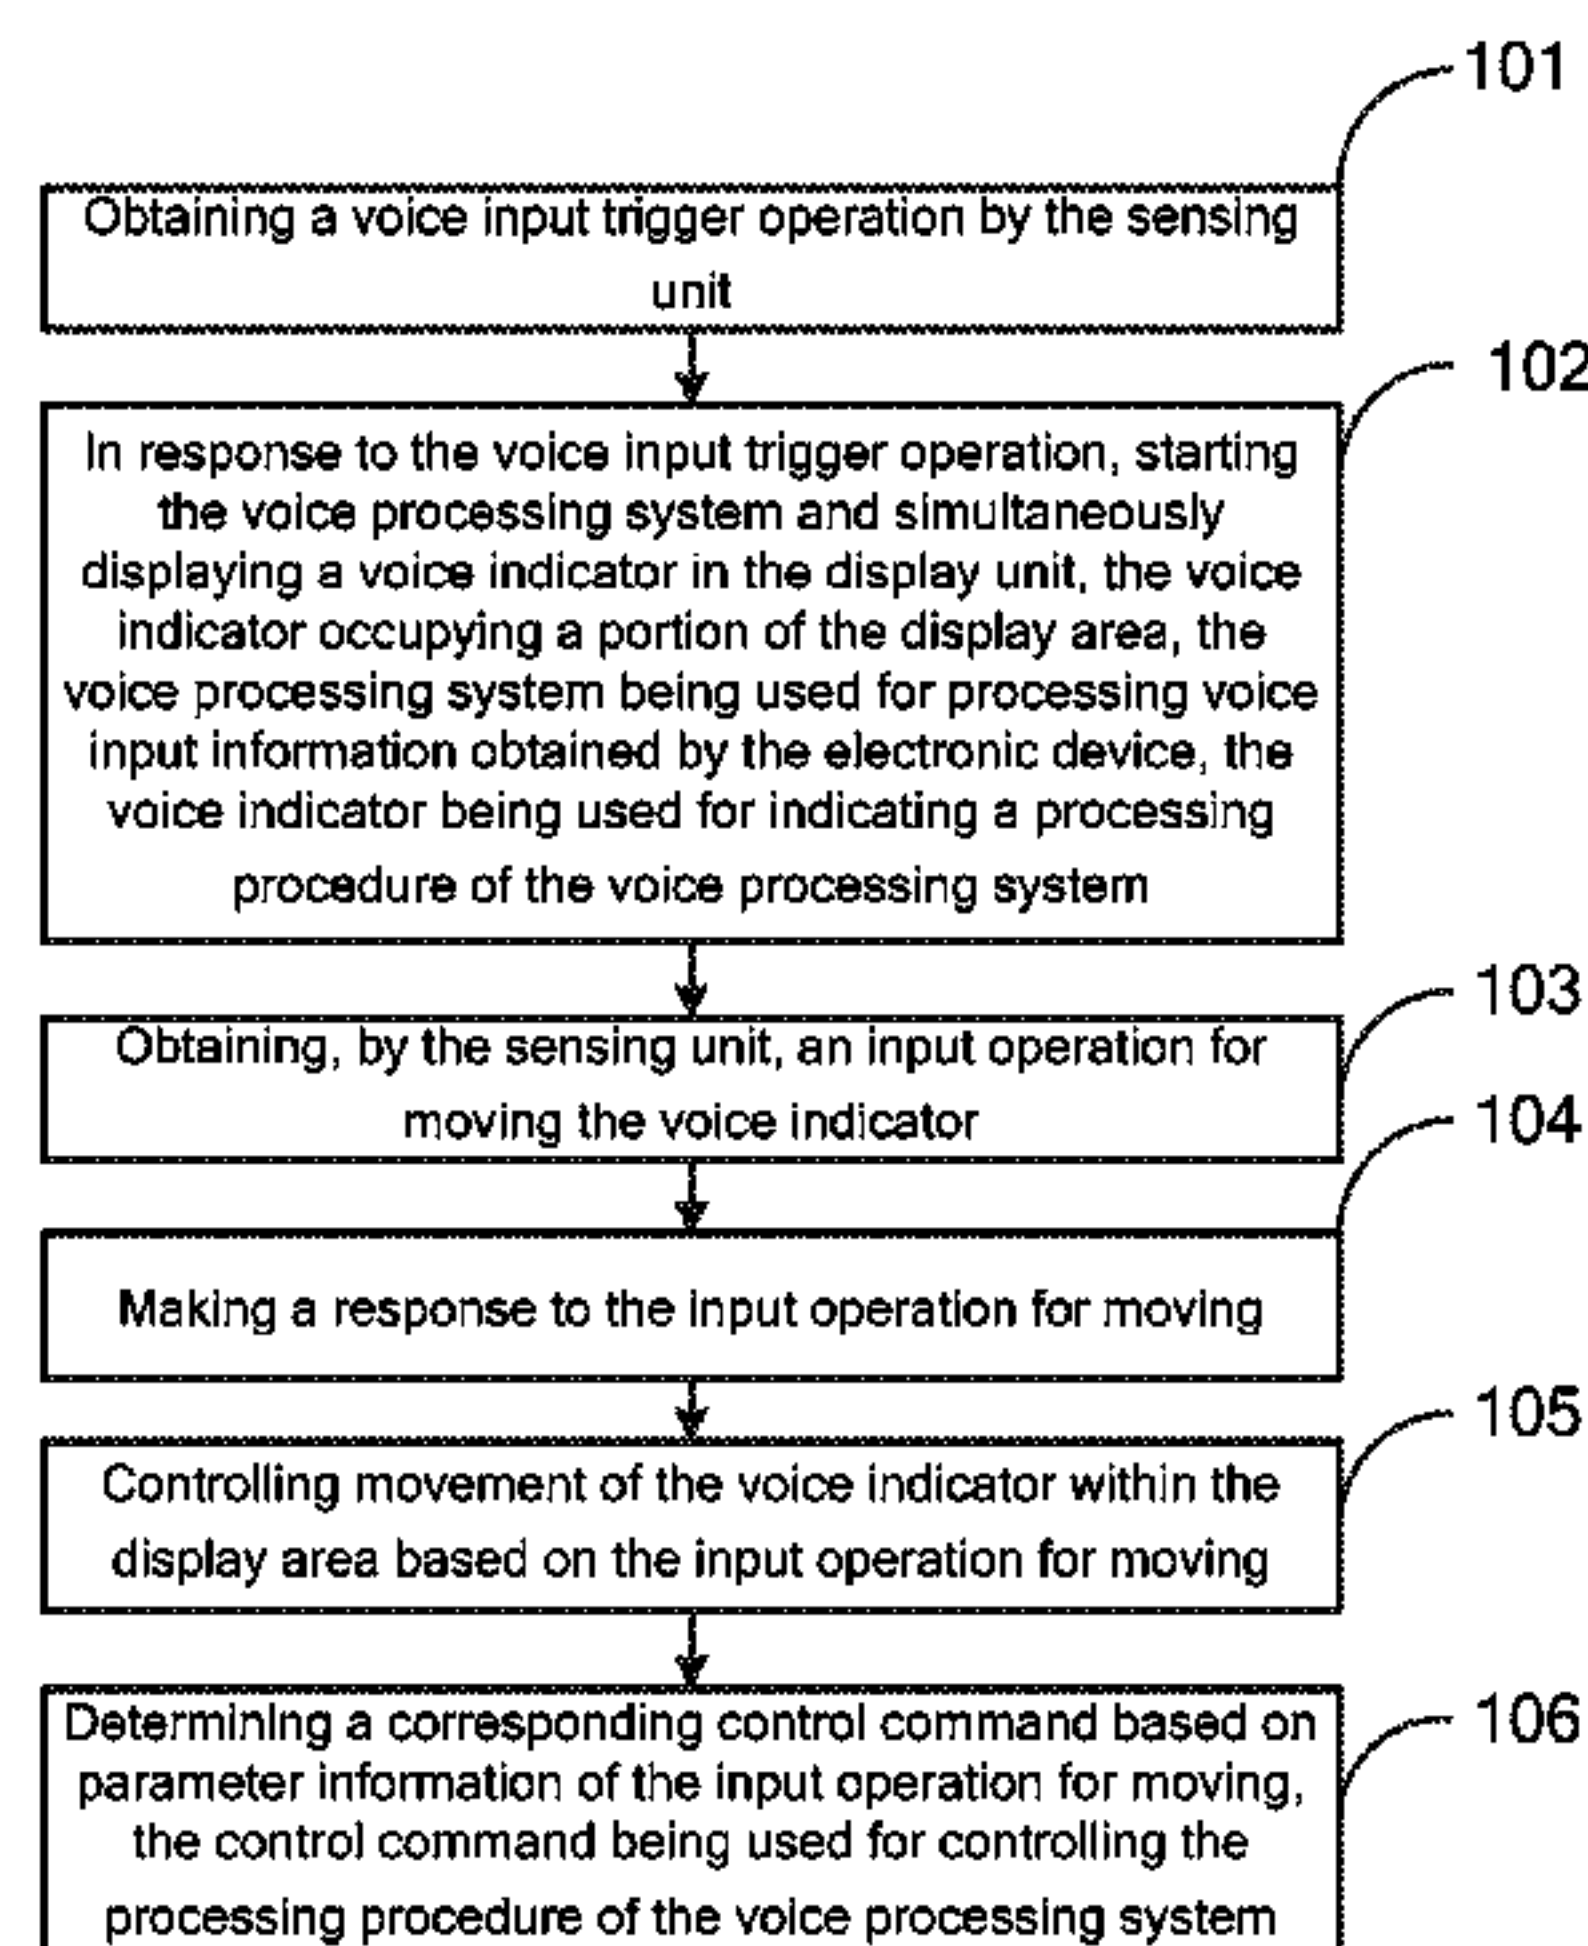 101
Obtaining a voice input trigger operation by the sensing
unit
102
In response to the voice input trigger operation, starting
the voice processing system and simultaneously
displaying a voice indicator in the display unit, the voice
indicator occupying a portion of the display area, the
voice processing system being used for processing voice
input information obtained by the electronic device, the
voice indicator being used for indicating a processing
procedure of the voice processing system
103
Obtaining, by the sensing unit, an input operation for
moving the voice indicator
104
Making a response to the input operation for moving
105
Controlling movement of the voice indicator within the
display area based on the input operation for moving
106
Determining a corresponding control command based on
parameter information of the input operation for moving,
the control command being used for controlling the
processing procedure of the voice processing system